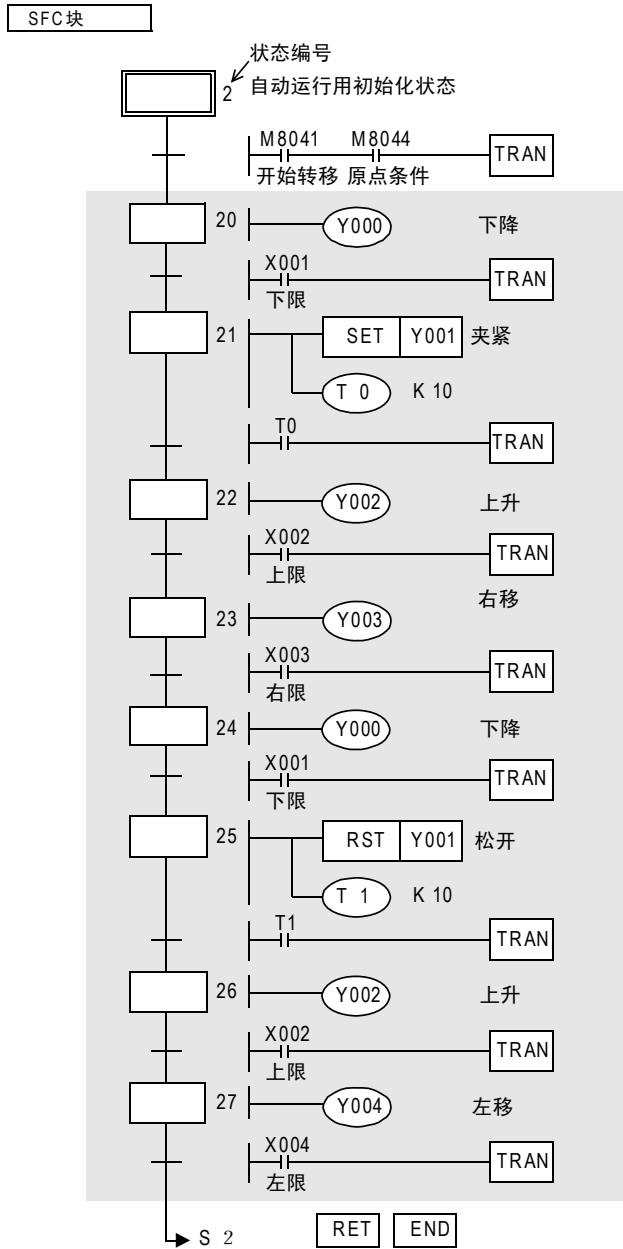 SFC块
状态编号
2 自动运行用初始化状态
M8041 M8044
TRAN
开始转移 原点条件
20 Y000 下降
X001
TRAN
下限
21 SET Y001 夹紧
T 0 K 10
T0
TRAN
22 Y002 上升
X002
TRAN
上限
右移
23 Y003
X003
TRAN
右限
24 Y000 下降
X001
TRAN
下限
25 RST Y001 松开
T 1 K 10
T1
TRAN
26 Y002 上升
X002
TRAN
上限
27 Y004 左移
X004
TRAN
左限
S 2 RET END